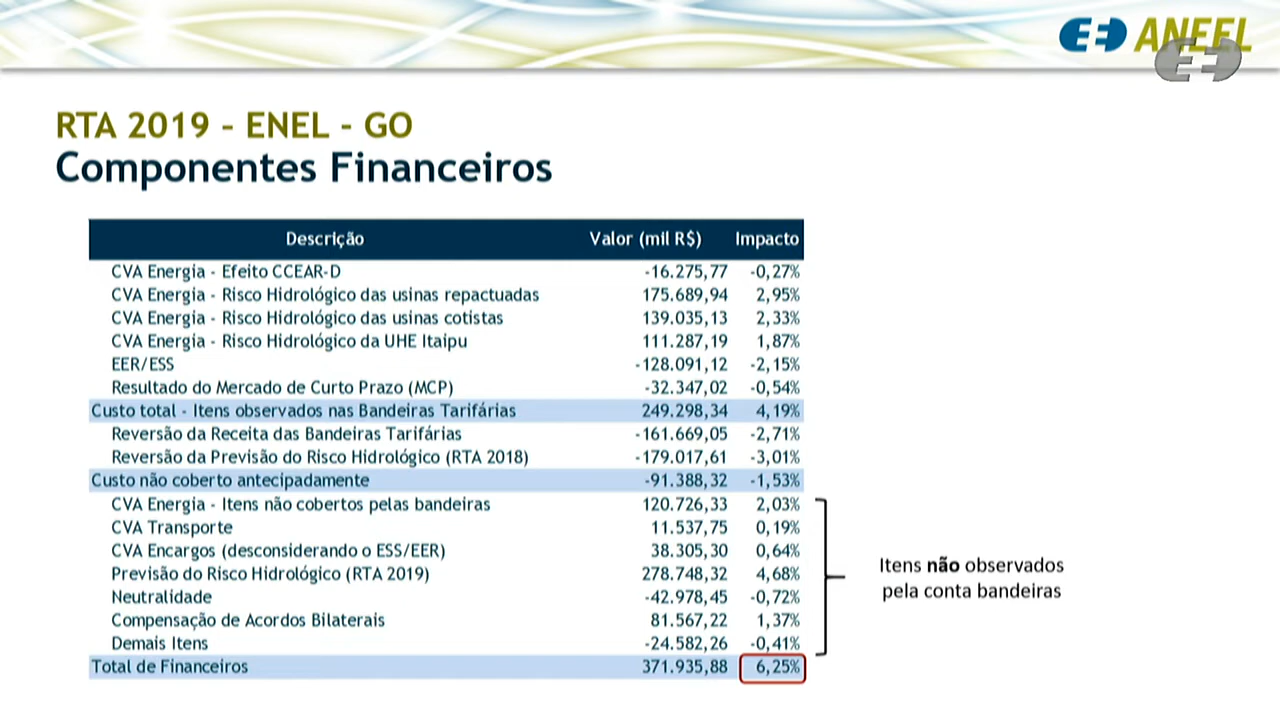 ANEEL
RTA 2019 – ENEL – GO
Componentes Financeiros
Descrição Valor (mil R$) Impacto
CVA Energia - Efeito CCEAR-D -16.275,77 -0,27%
CVA Energia - Risco Hidrológico das usinas repactuadas 175.689,94 2,95%
CVA Energia - Risco Hidrológico das usinas cotistas 139.035,13 2,33%
CVA Energia - Risco Hidrológico da UHE Itaipu 111.287,19 1,87%
EER/ESS -128.091,12 -2,15%
Resultado do Mercado de Curto Prazo (MCP) -32.347,02 -0,54%
Custo total - Itens observados nas Bandeiras Tarifárias 249.298,34 4,19%
Reversão da Receita das Bandeiras Tarifárias -161.669,05 -2,71%
Reversão da Previsão do Risco Hidrológico (RTA 2018) -179.017,61 -3,01%
Custo não coberto antecipadamente -91.388,32 -1,53%
CVA Energia - Itens não cobertos pelas bandeiras 120.726,33 2,03%
CVA Transporte 11.537,75 0,19%
CVA Encargos (desconsiderando o ESS/EER) 38.305,30 0,64%
Previsão do Risco Hidrológico (RTA 2019) 278.748,32 4,68%
Neutralidade -42.978,45 -0,72%
Compensação de Acordos Bilaterais 81.567,22 1,37%
Demais Itens -24.582,26 -0,41%
Total de Financeiros 371.935,88 6,25%
Itens não observados
pela conta bandeiras